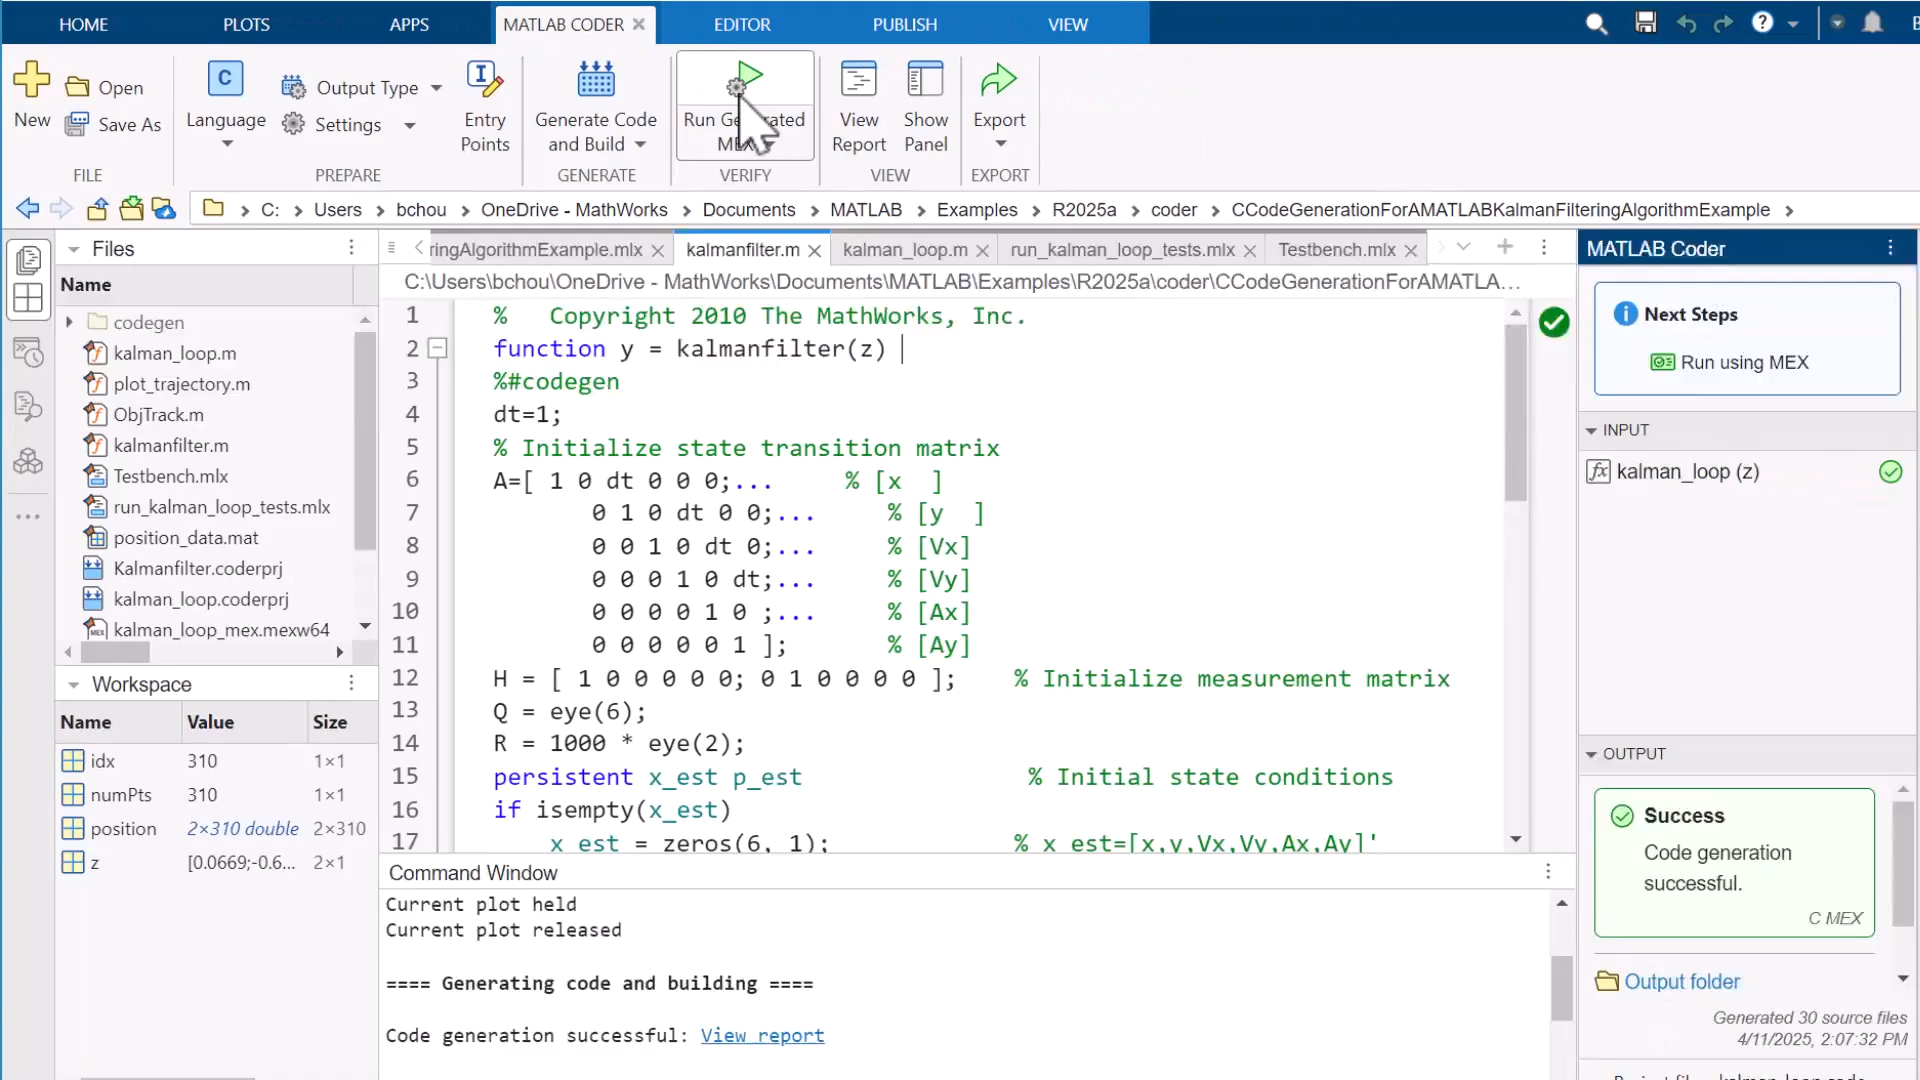 HOME PLOTS APPS MATLAB CODER EDITOR PUBLISH VIEW
New
Open
Save As
FILE
C
Language
Output Type
Settings
PREPARE
Entry
Points
Generate Code
and Build
GENERATE
Run Generated
MEX
VERIFY
View
Report
Show
Panel
VIEW
Export
EXPORT
C: Users bchou OneDrive - MathWorks Documents MATLAB Examples R2025a coder CCodeGenerationForAMATLABKalmanFilteringAlgorithmExample
Files
Name
codegen
kalman_loop.m
plot_trajectory.m
ObjTrack.m
kalmanfilter.m
Testbench.mlx
run_kalman_loop_tests.mlx
position_data.mat
Kalmanfilter.coderprj
kalman_loop.coderprj
kalman_loop_mex.mexw64
Workspace
Name Value Size
idx 310 1×1
numPts 310 1×1
position 2×310 double 2×310
z [0.0669;-0.6... 2×1
ringAlgorithmExample.mlx kalmanfilter.m kalman_loop.m run_kalman_loop_tests.mlx Testbench.mlx
C:\Users\bchou\OneDrive - MathWorks\Documents\MATLAB\Examples\R2025a\coder\CCodeGenerationForAMATLA...
1 % Copyright 2010 The MathWorks, Inc.
2 function y = kalmanfilter(z)
3 %#codegen
4 dt=1;
5 % Initialize state transition matrix
6 A=[ 1 0 dt 0 0 0;... % [x ]
7 0 1 0 dt 0 0;... % [y ]
8 0 0 1 0 dt 0;... % [Vx]
9 0 0 0 1 0 dt;... % [Vy]
10 0 0 0 0 1 0 ;... % [Ax]
11 0 0 0 0 0 1 ]; % [Ay]
12 H = [ 1 0 0 0 0 0; 0 1 0 0 0 0 ]; % Initialize measurement matrix
13 Q = eye(6);
14 R = 1000 * eye(2);
15 persistent x_est p_est % Initial state conditions
16 if isempty(x_est)
17 x_est = zeros(6, 1); % x_est=[x,y,Vx,Vy,Ax,Ay]'
Command Window
Current plot held
Current plot released
==== Generating code and building ====
Code generation successful: View report
MATLAB Coder
Next Steps
Run using MEX
INPUT
kalman_loop (z)
OUTPUT
Success
Code generation
successful.
C MEX
Output folder
Generated 30 source files
4/11/2025, 2:07:32 PM